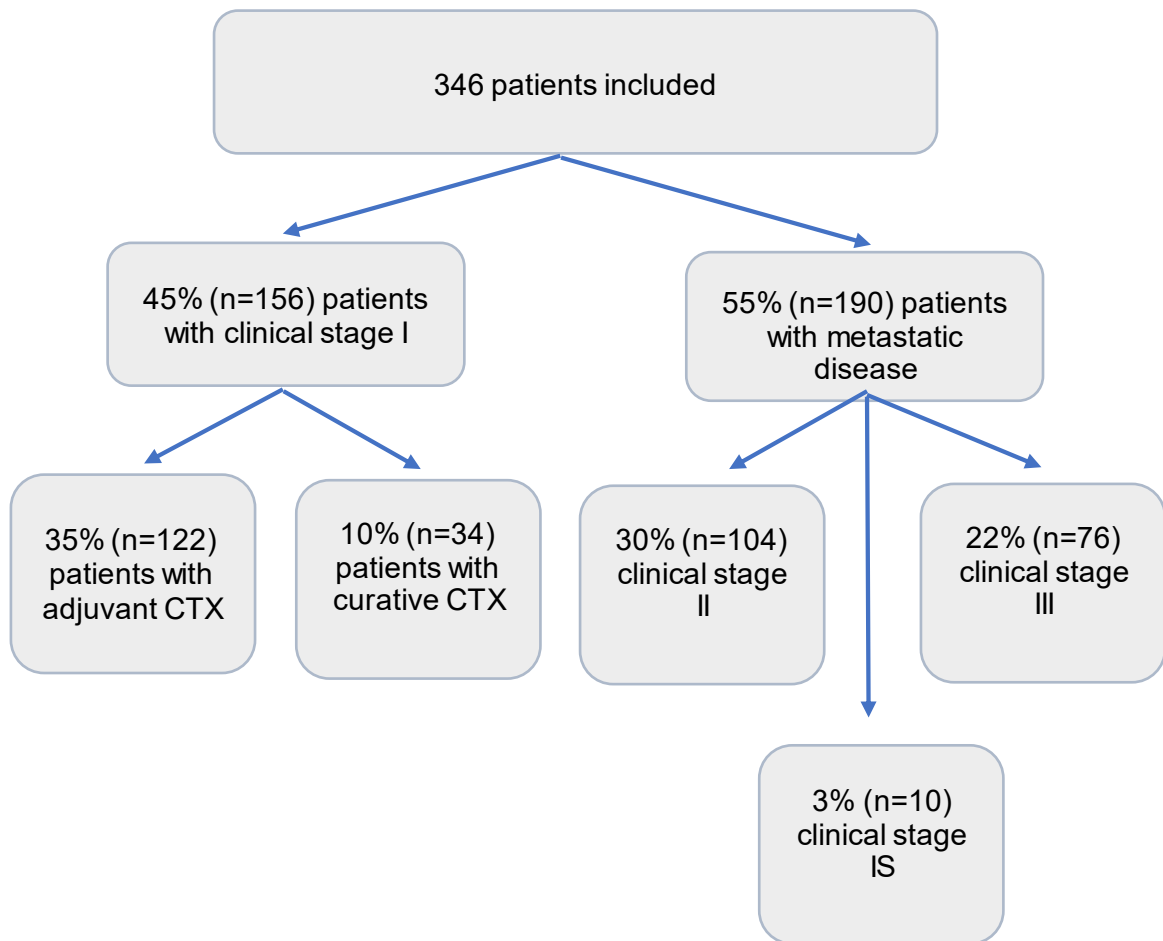 346 patients included
45% (n=156) patients
with clinical stage I
55% (n=190) patients
with metastatic
disease
35% (n=122)
patients with
adjuvant CTX
10% (n=34)
patients with
curative CTX
30% (n=104)
clinical stage
II
22% (n=76)
clinical stage
III
3% (n=10)
clinical stage
IS